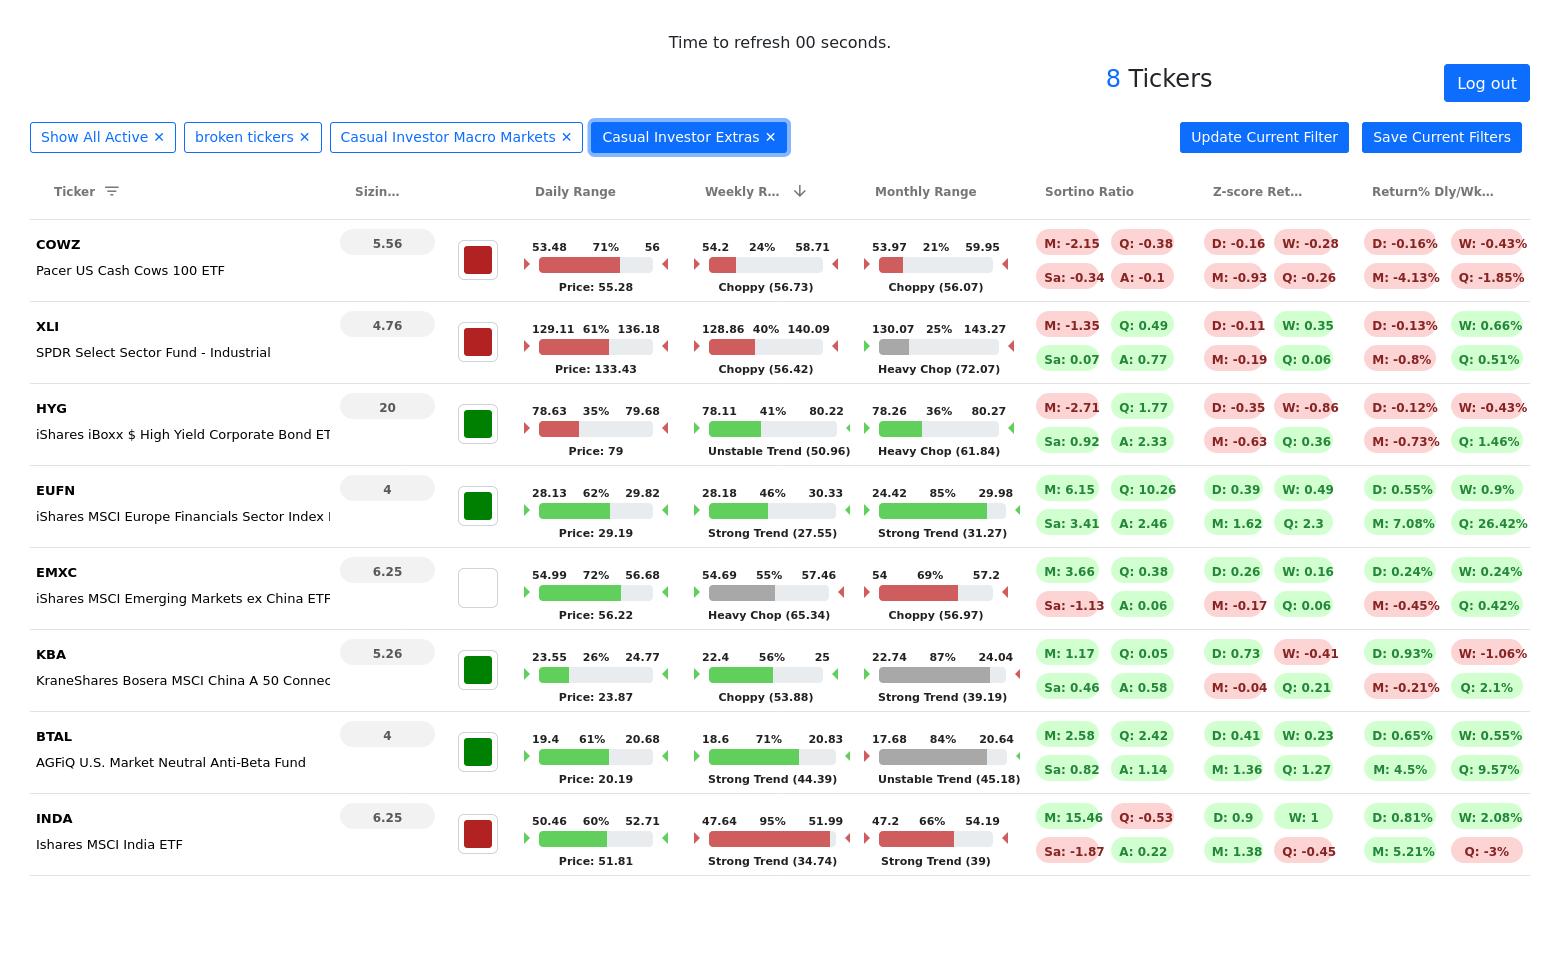 Time to refresh 00 seconds.
8 Tickers
Log out
Show All Active ✕ broken tickers ✕ Casual Investor Macro Markets ✕ Casual Investor Extras ✕ Update Current Filter Save Current Filters
Ticker Sizin… Daily Range Weekly R… Monthly Range Sortino Ratio Z-score Ret… Return% Dly/Wk…
COWZ 5.56 53.48 71% 56 54.2 24% 58.71 53.97 21% 59.95 M: -2.15 Q: -0.38 D: -0.16 W: -0.28 D: -0.16% W: -0.43%
Pacer US Cash Cows 100 ETF Sa: -0.34 A: -0.1 M: -0.93 Q: -0.26 M: -4.13% Q: -1.85%
Price: 55.28 Choppy (56.73) Choppy (56.07)
XLI 4.76 129.11 61% 136.18 128.86 40% 140.09 130.07 25% 143.27 M: -1.35 Q: 0.49 D: -0.11 W: 0.35 D: -0.13% W: 0.66%
SPDR Select Sector Fund - Industrial Sa: 0.07 A: 0.77 M: -0.19 Q: 0.06 M: -0.8% Q: 0.51%
Price: 133.43 Choppy (56.42) Heavy Chop (72.07)
HYG 20 78.63 35% 79.68 78.11 41% 80.22 78.26 36% 80.27 M: -2.71 Q: 1.77 D: -0.35 W: -0.86 D: -0.12% W: -0.43%
iShares iBoxx $ High Yield Corporate Bond ET Sa: 0.92 A: 2.33 M: -0.63 Q: 0.36 M: -0.73% Q: 1.46%
Price: 79 Unstable Trend (50.96) Heavy Chop (61.84)
EUFN 4 28.13 62% 29.82 28.18 46% 30.33 24.42 85% 29.98 M: 6.15 Q: 10.26 D: 0.39 W: 0.49 D: 0.55% W: 0.9%
iShares MSCI Europe Financials Sector Index Sa: 3.41 A: 2.46 M: 1.62 Q: 2.3 M: 7.08% Q: 26.42%
Price: 29.19 Strong Trend (27.55) Strong Trend (31.27)
EMXC 6.25 54.99 72% 56.68 54.69 55% 57.46 54 69% 57.2 M: 3.66 Q: 0.38 D: 0.26 W: 0.16 D: 0.24% W: 0.24%
iShares MSCI Emerging Markets ex China ETF Sa: -1.13 A: 0.06 M: -0.17 Q: 0.06 M: -0.45% Q: 0.42%
Price: 56.22 Heavy Chop (65.34) Choppy (56.97)
KBA 5.26 23.55 26% 24.77 22.4 56% 25 22.74 87% 24.04 M: 1.17 Q: 0.05 D: 0.73 W: -0.41 D: 0.93% W: -1.06%
KraneShares Bosera MSCI China A 50 Connec Sa: 0.46 A: 0.58 M: -0.04 Q: 0.21 M: -0.21% Q: 2.1%
Price: 23.87 Choppy (53.88) Strong Trend (39.19)
BTAL 4 19.4 61% 20.68 18.6 71% 20.83 17.68 84% 20.64 M: 2.58 Q: 2.42 D: 0.41 W: 0.23 D: 0.65% W: 0.55%
AGFiQ U.S. Market Neutral Anti-Beta Fund Sa: 0.82 A: 1.14 M: 1.36 Q: 1.27 M: 4.5% Q: 9.57%
Price: 20.19 Strong Trend (44.39) Unstable Trend (45.18)
INDA 6.25 50.46 60% 52.71 47.64 95% 51.99 47.2 66% 54.19 M: 15.46 Q: -0.53 D: 0.9 W: 1 D: 0.81% W: 2.08%
Ishares MSCI India ETF Sa: -1.87 A: 0.22 M: 1.38 Q: -0.45 M: 5.21% Q: -3%
Price: 51.81 Strong Trend (34.74) Strong Trend (39)